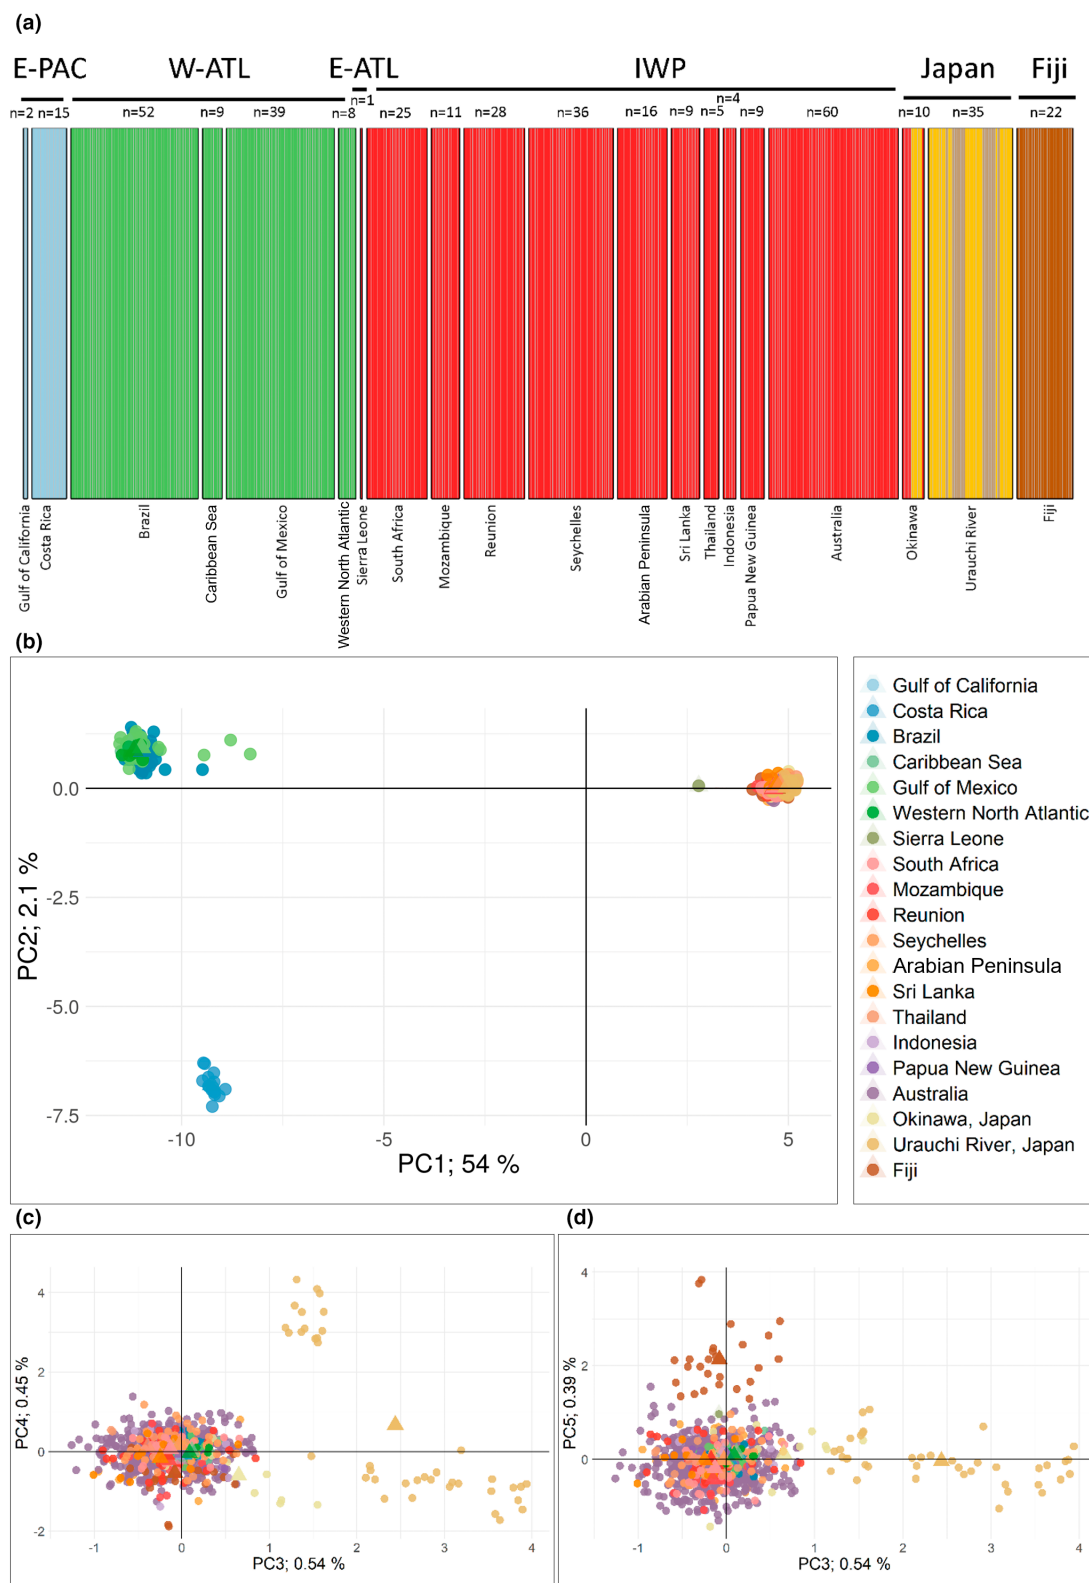 (a)
E-PAC W-ATL E-ATL IWP Japan Fiji
n=2 n=15 n=52 n=9 n=39 n=8 n=1 n=25 n=11 n=28 n=36 n=16 n=9 n=5 n=4 n=9 n=60 n=10 n=35 n=22
Gulf of California
Costa Rica
Brazil
Caribbean Sea
Gulf of Mexico
Western North Atlantic
Sierra Leone
South Africa
Mozambique
Reunion
Seychelles
Arabian Peninsula
Sri Lanka
Thailand
Indonesia
Papua New Guinea
Australia
Okinawa
Urauchi River
Fiji
(b)
0.0
-2.5
-5.0
-7.5
PC2; 2.1 %
-10 -5 0 5
PC1; 54 %
Gulf of California
Costa Rica
Brazil
Caribbean Sea
Gulf of Mexico
Western North Atlantic
Sierra Leone
South Africa
Mozambique
Reunion
Seychelles
Arabian Peninsula
Sri Lanka
Thailand
Indonesia
Papua New Guinea
Australia
Okinawa, Japan
Urauchi River, Japan
Fiji
(c)
4
2
0
-2
PC4; 0.45 %
-1 0 1 2 3 4
PC3; 0.54 %
(d)
4
2
0
PC5; 0.39 %
-1 0 1 2 3 4
PC3; 0.54 %